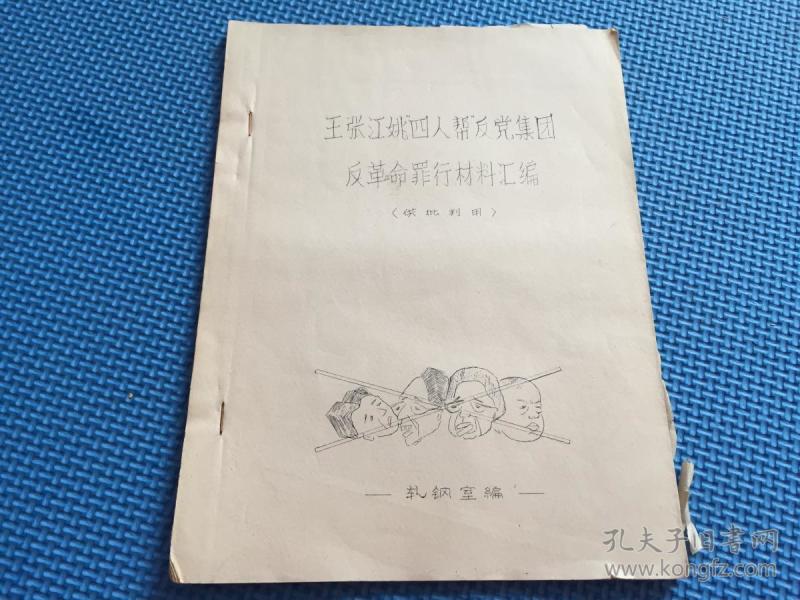 王张江姚“四人帮”反党集团
反革命罪行材料汇编
（供批判用）
— 轧钢室编 —
孔夫子旧书网
www.kongfz.com